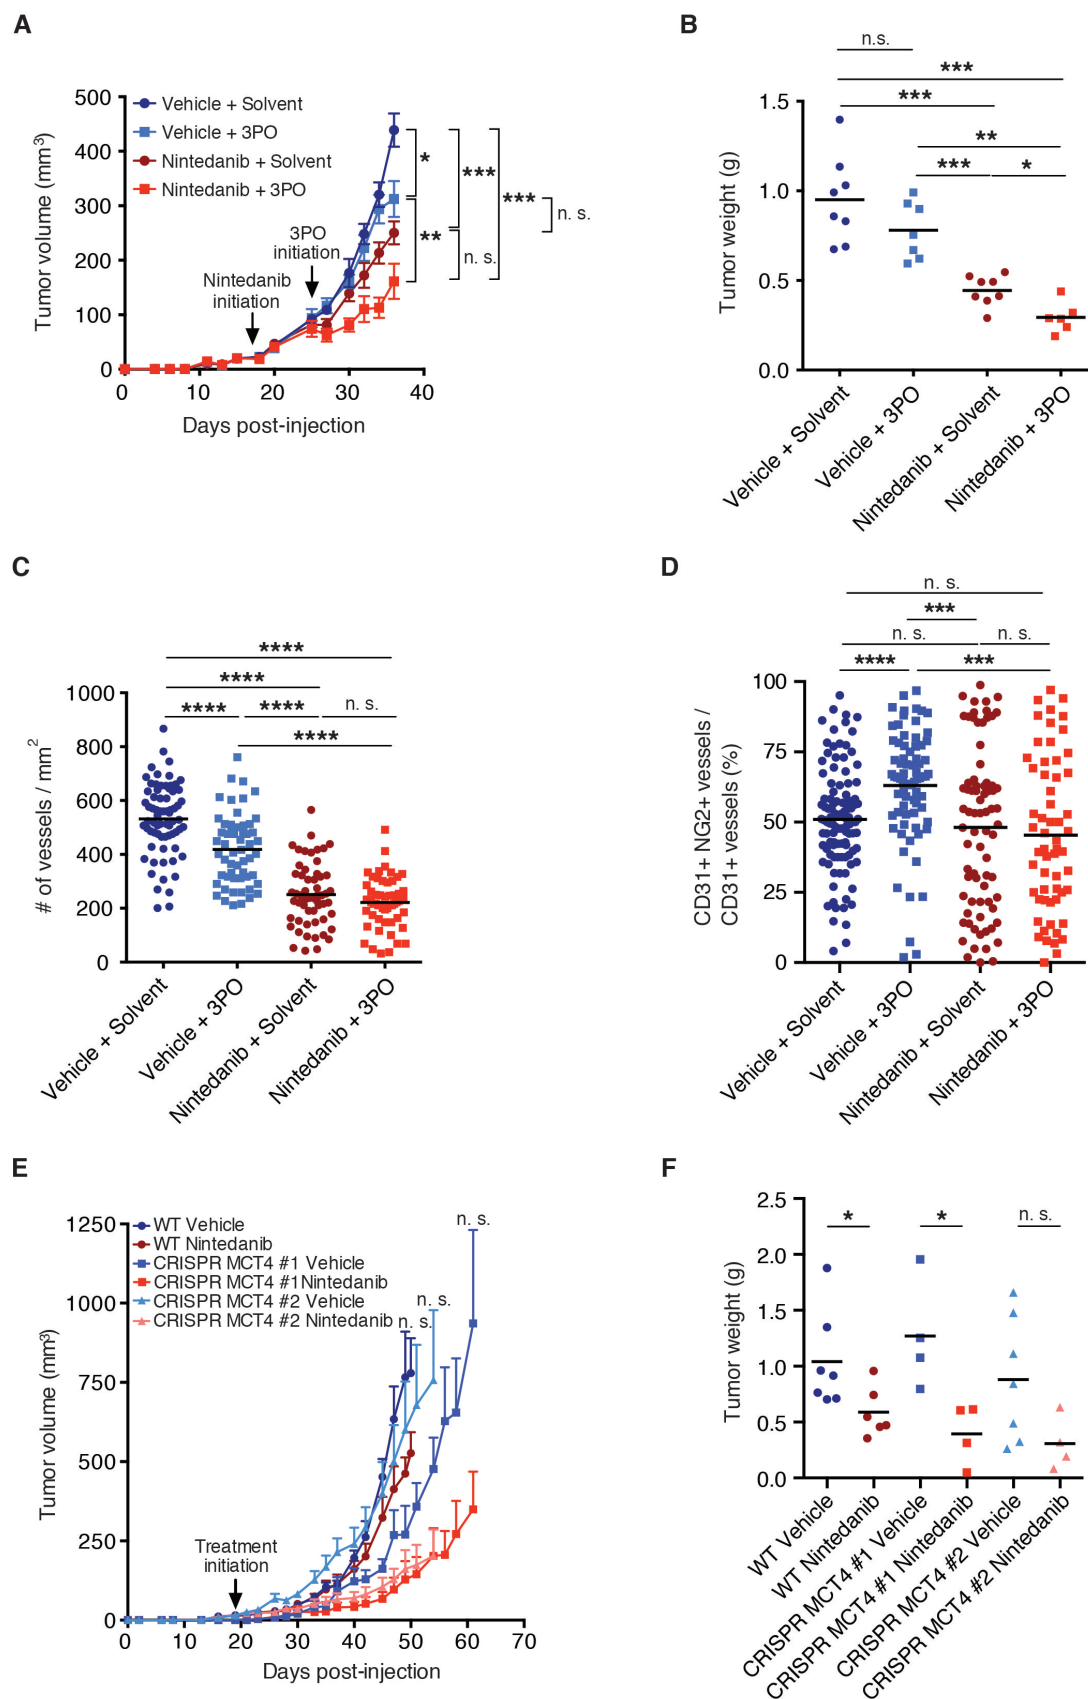 A
500
400
300
200
100
0
Tumor volume (mm³)
Vehicle + Solvent
Vehicle + 3PO
Nintedanib + Solvent
Nintedanib + 3PO
3PO
initiation
Nintedanib
initiation
*
**
***
n. s.
***
n. s.
0 10 20 30 40
Days post-injection
B
n.s.
***
***
**
*** *
1.5
1.0
0.5
0.0
Tumor weight (g)
Vehicle + Solvent
Vehicle + 3PO
Nintedanib + Solvent
Nintedanib + 3PO
C
****
****
**** **** n. s.
****
1000
800
600
400
200
0
# of vessels / mm²
Vehicle + Solvent
Vehicle + 3PO
Nintedanib + Solvent
Nintedanib + 3PO
D
n. s.
***
n. s. n. s.
**** ***
100
75
50
25
0
CD31+ NG2+ vessels /
CD31+ vessels (%)
Vehicle + Solvent
Vehicle + 3PO
Nintedanib + Solvent
Nintedanib + 3PO
E
1250
1000
750
500
250
0
Tumor volume (mm³)
WT Vehicle
WT Nintedanib
CRISPR MCT4 #1 Vehicle
CRISPR MCT4 #1 Nintedanib
CRISPR MCT4 #2 Vehicle
CRISPR MCT4 #2 Nintedanib
n. s.
n. s.
n. s.
Treatment
initiation
0 10 20 30 40 50 60 70
Days post-injection
F
* * n. s.
2.5
2.0
1.5
1.0
0.5
0.0
Tumor weight (g)
WT Vehicle
WT Nintedanib
CRISPR MCT4 #1 Vehicle
CRISPR MCT4 #1 Nintedanib
CRISPR MCT4 #2 Vehicle
CRISPR MCT4 #2 Nintedanib